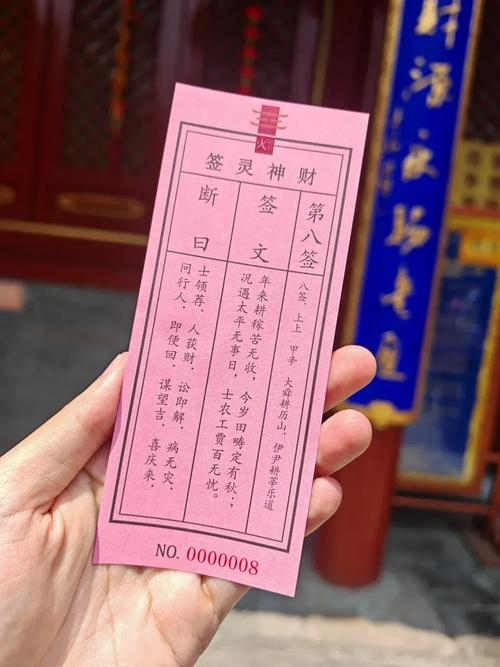 财神灵签
第八签
八签。上上 甲辛 大舜耕历山。伊尹耕莘乐道
签文
年来耕稼苦无收，今岁田畴定有秋；，
况遇太平无事日，士农工贾百无忧。
断曰
士领荐。人获财。讼即解。病无灾。
问行人。即便回。谋望吉。喜庆来。
NO. 0000008